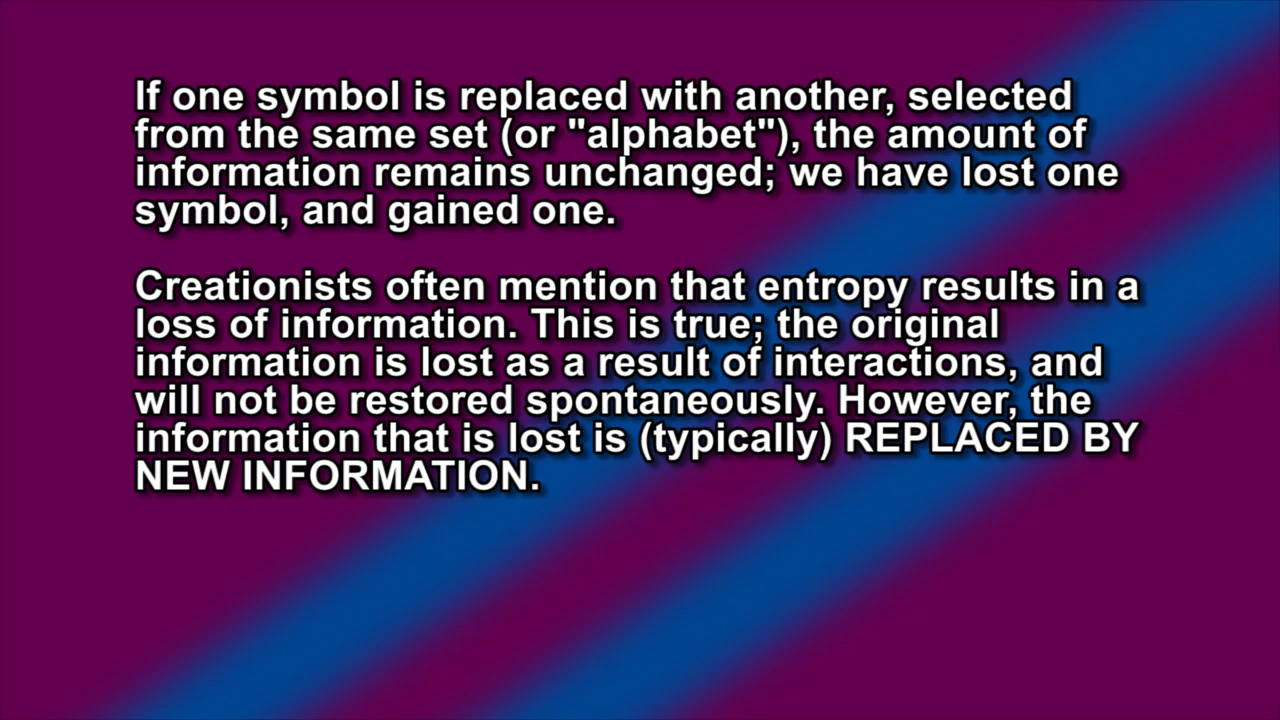 If one symbol is replaced with another, selected
from the same set (or "alphabet"), the amount of
information remains unchanged; we have lost one
symbol, and gained one.
Creationists often mention that entropy results in a
loss of information. This is true; the original
information is lost as a result of interactions, and
will not be restored spontaneously. However, the
information that is lost is (typically) REPLACED BY
NEW INFORMATION.